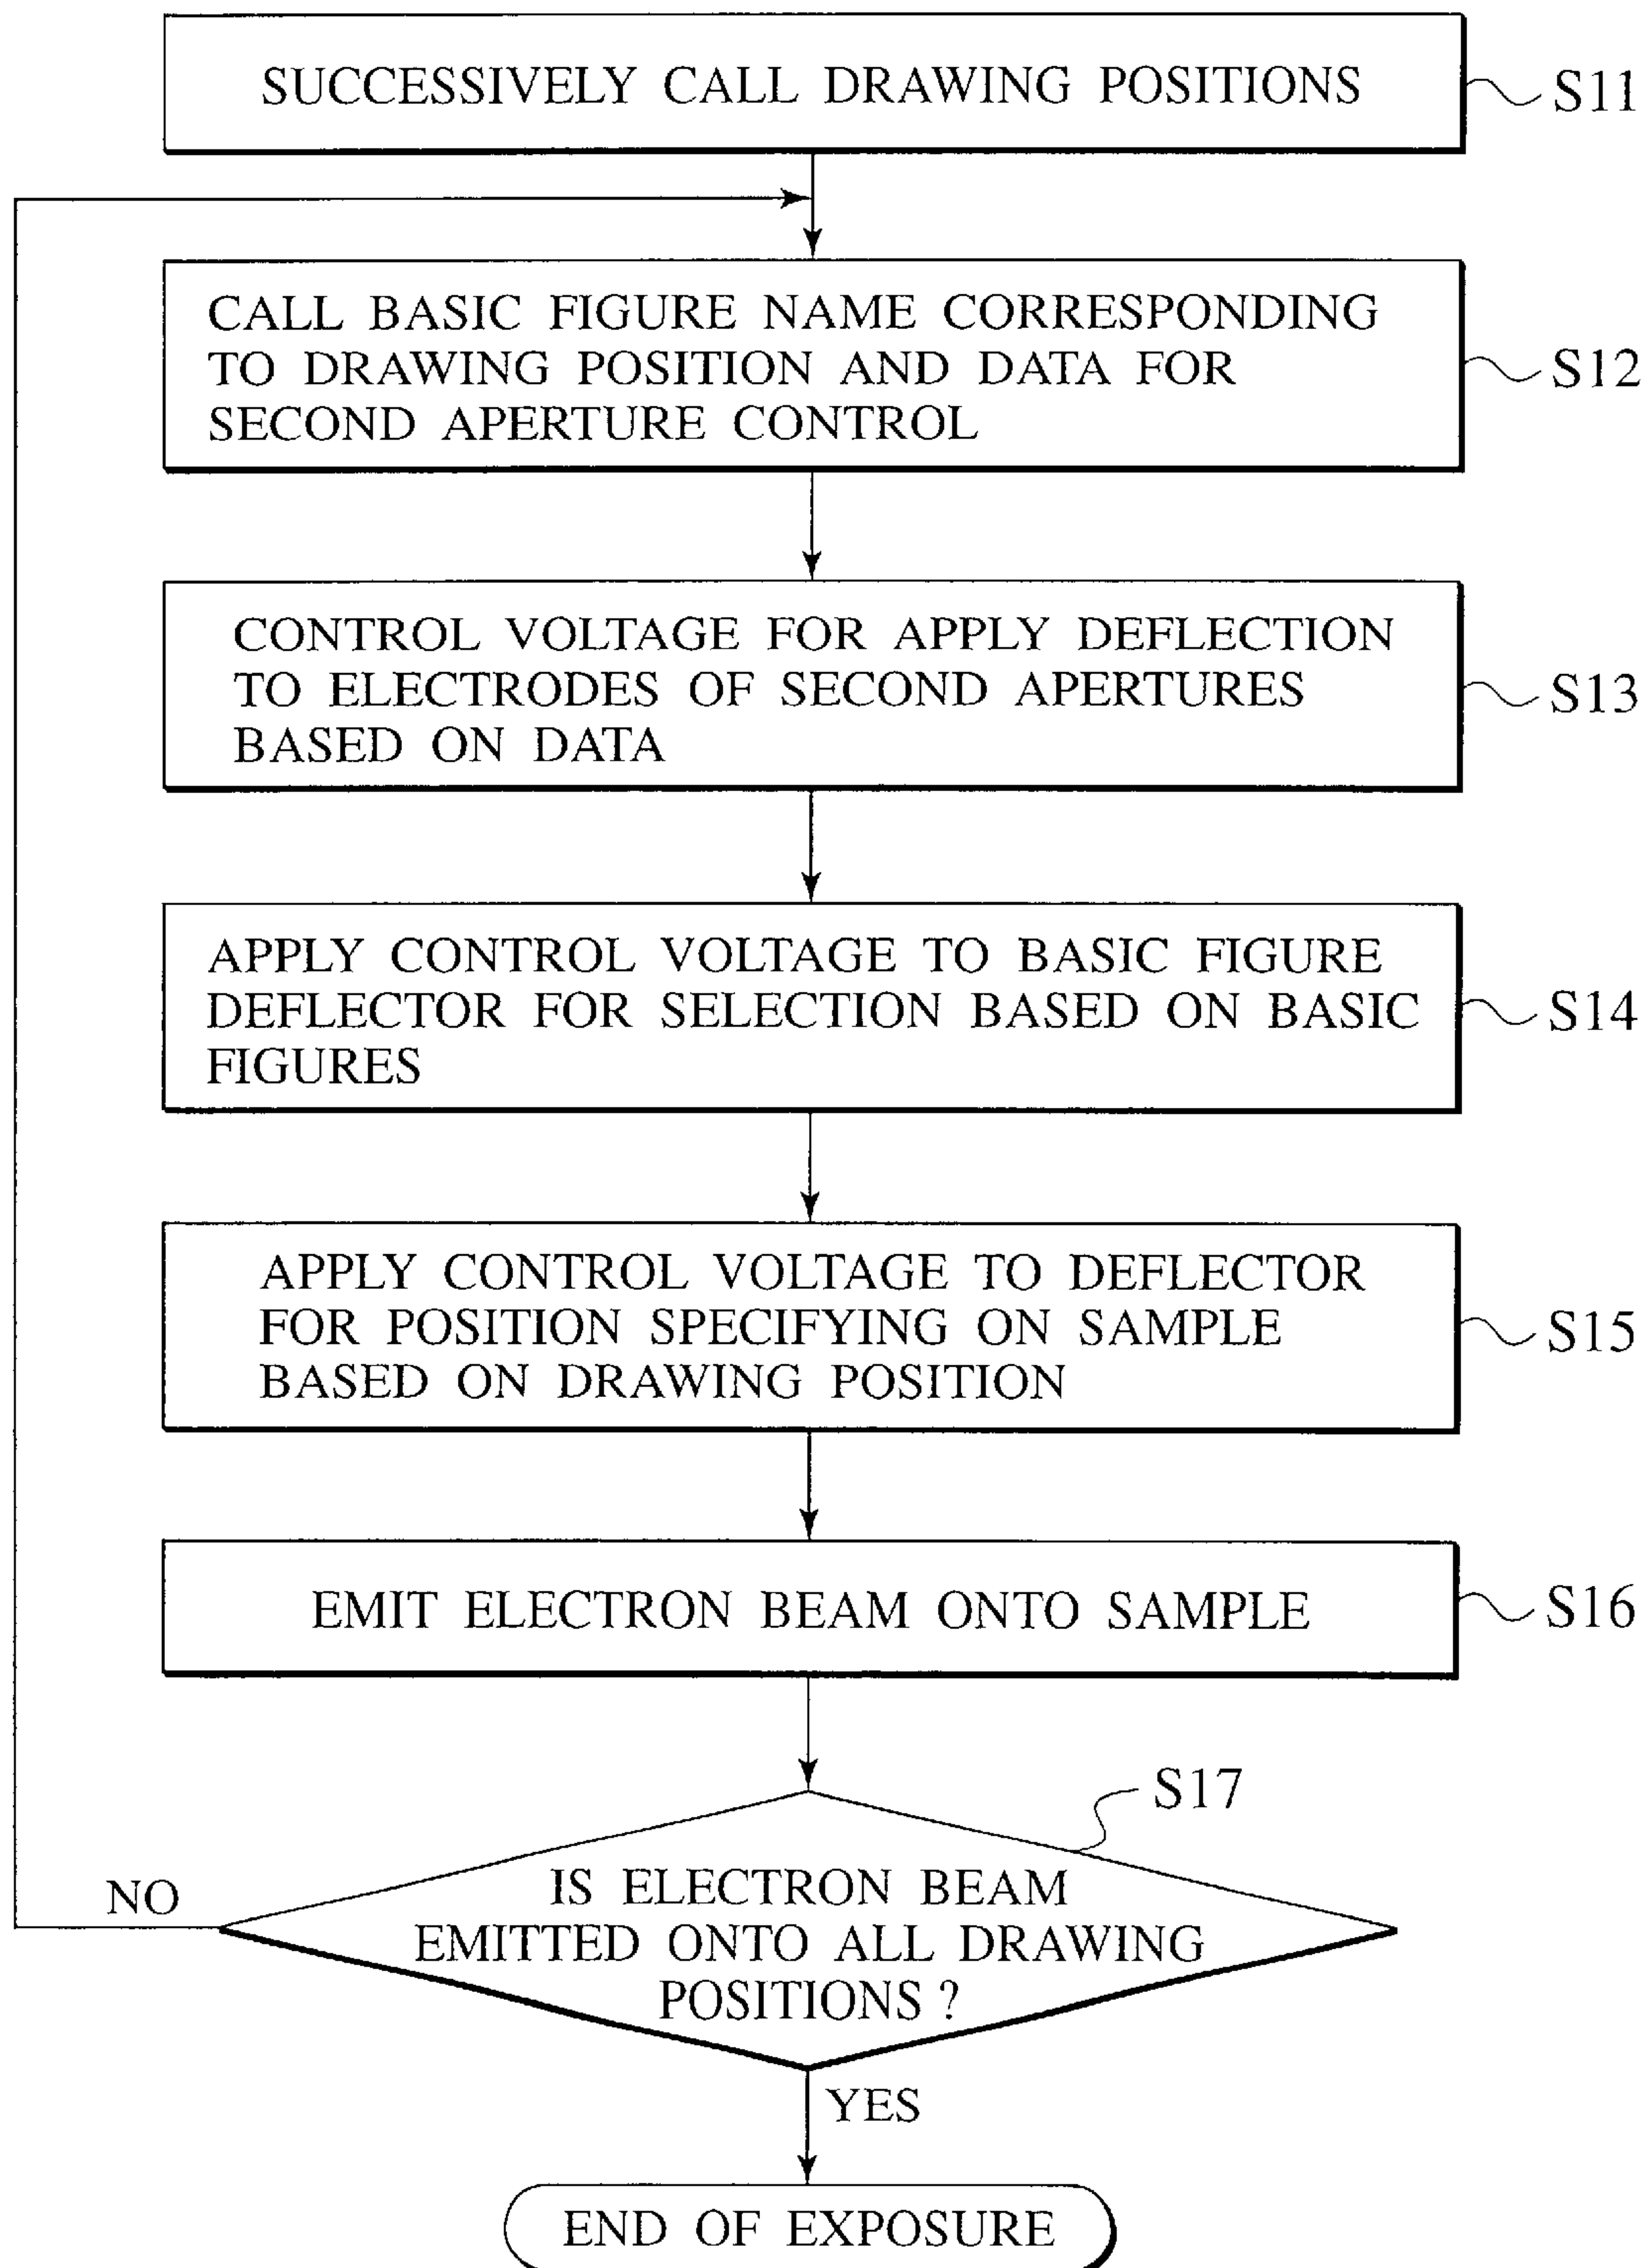 SUCCESSIVELY CALL DRAWING POSITIONS
S11
CALL BASIC FIGURE NAME CORRESPONDING
TO DRAWING POSITION AND DATA FOR
SECOND APERTURE CONTROL
S12
CONTROL VOLTAGE FOR APPLY DEFLECTION
TO ELECTRODES OF SECOND APERTURES
BASED ON DATA
S13
APPLY CONTROL VOLTAGE TO BASIC FIGURE
DEFLECTOR FOR SELECTION BASED ON BASIC
FIGURES
S14
APPLY CONTROL VOLTAGE TO DEFLECTOR
FOR POSITION SPECIFYING ON SAMPLE
BASED ON DRAWING POSITION
S15
EMIT ELECTRON BEAM ONTO SAMPLE
S16
S17
IS ELECTRON BEAM
EMITTED ONTO ALL DRAWING
POSITIONS ?
NO
YES
END OF EXPOSURE